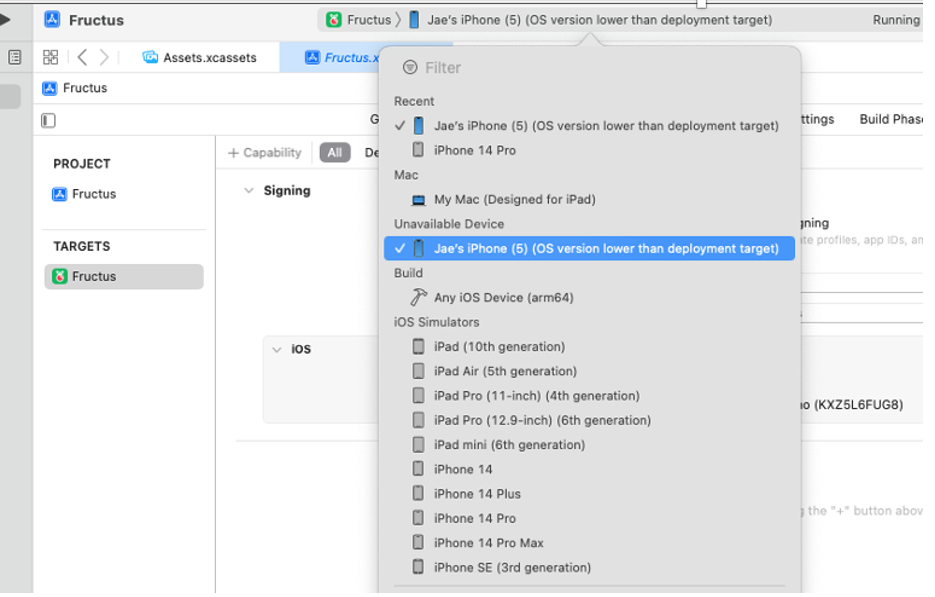 Fructus
Fructus 〉 Jae's iPhone (5) (OS version lower than deployment target)
Running
Assets.xcassets
Fructus.x
Fructus
G
ttings
Build Phase
PROJECT
Fructus
TARGETS
Fructus
+ Capability
All
De
Signing
gning
te profiles, app IDs, an
iOS
no (KXZ5L6FUG8)
g the "+" button abov
Filter
Recent
✓ Jae's iPhone (5) (OS version lower than deployment target)
iPhone 14 Pro
Mac
My Mac (Designed for iPad)
Unavailable Device
✓ Jae's iPhone (5) (OS version lower than deployment target)
Build
Any iOS Device (arm64)
iOS Simulators
iPad (10th generation)
iPad Air (5th generation)
iPad Pro (11-inch) (4th generation)
iPad Pro (12.9-inch) (6th generation)
iPad mini (6th generation)
iPhone 14
iPhone 14 Plus
iPhone 14 Pro
iPhone 14 Pro Max
iPhone SE (3rd generation)